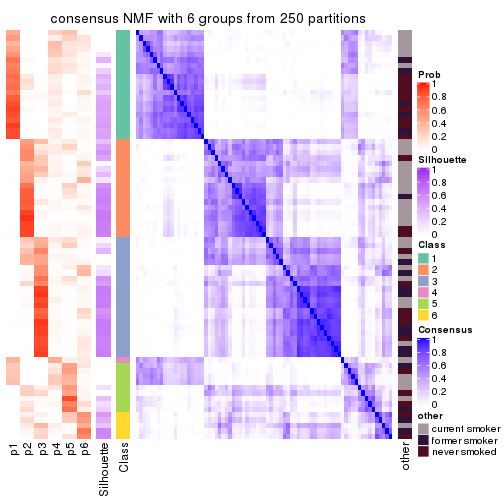 consensus NMF with 6 groups from 250 partitions
Prob
1
0.8
0.6
0.4
0.2
0
Silhouette
1
0.8
0.6
0.4
0.2
0
Class
1
2
3
4
5
6
Consensus
1
0.8
0.6
0.4
0.2
0
other
current smoker
former smoker
never smoked
p1
p2
p3
p4
p5
p6
Silhouette
Class
other